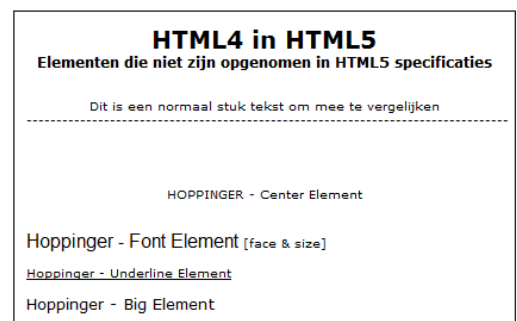 HTML4 in HTML5
Elementen die niet zijn opgenomen in HTML5 specificaties
Dit is een normaal stuk tekst om mee te vergelijken
--------------------------------------------------------------------------------
HOPPINGER - Center Element
Hoppinger - Font Element [face & size]
Hoppinger - Underline Element
Hoppinger - Big Element